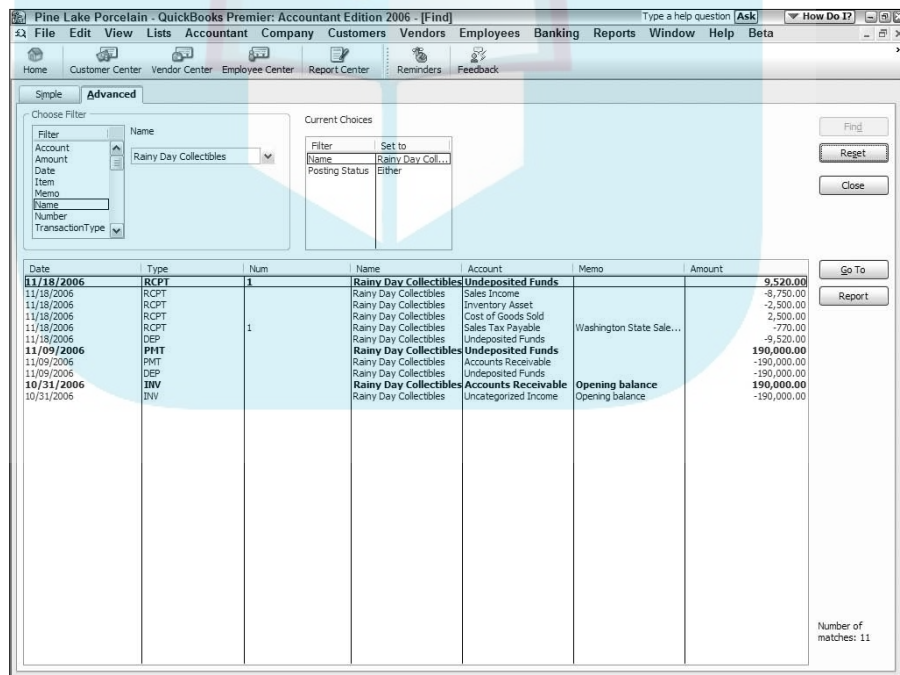 Pine Lake Porcelain - QuickBooks Premier: Accountant Edition 2006 - [Find]
Type a help question Ask How Do I?
File Edit View Lists Accountant Company Customers Vendors Employees Banking Reports Window Help Beta
Home Customer Center Vendor Center Employee Center Report Center Reminders Feedback
Simple Advanced
Choose Filter
Filter
Account
Amount
Date
Item
Memo
Name
Number
TransactionType
Name
Rainy Day Collectibles
Current Choices
Filter Set to
Name Rainy Day Coll...
Posting Status Either
Find
Reset
Close
Date Type Num Name Account Memo Amount
11/18/2006 RCPT 1 Rainy Day Collectibles Undeposited Funds 9,520.00
11/18/2006 RCPT Rainy Day Collectibles Sales Income -8,750.00
11/18/2006 RCPT Rainy Day Collectibles Inventory Asset -2,500.00
11/18/2006 RCPT Rainy Day Collectibles Cost of Goods Sold 2,500.00
11/18/2006 RCPT 1 Rainy Day Collectibles Sales Tax Payable Washington State Sale... -770.00
11/18/2006 DEP Rainy Day Collectibles Undeposited Funds -9,520.00
11/09/2006 PMT Rainy Day Collectibles Undeposited Funds 190,000.00
11/09/2006 PMT Rainy Day Collectibles Accounts Receivable -190,000.00
11/09/2006 DEP Rainy Day Collectibles Undeposited Funds -190,000.00
10/31/2006 INV Rainy Day Collectibles Accounts Receivable Opening balance 190,000.00
10/31/2006 INV Rainy Day Collectibles Uncategorized Income Opening balance -190,000.00
Go To
Report
Number of
matches: 11